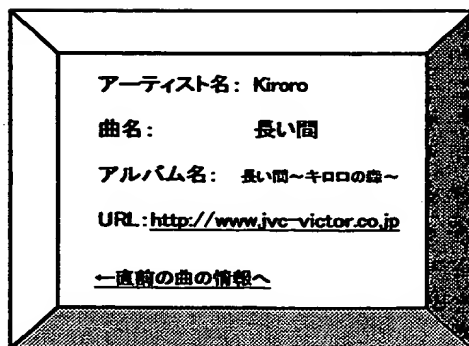 アーティスト名: Kiroro
曲名: 長い間
アルバム名: 長い間~キロロの森~
URL:http://www.jvc-victor.co.jp
←直前の曲の情報へ